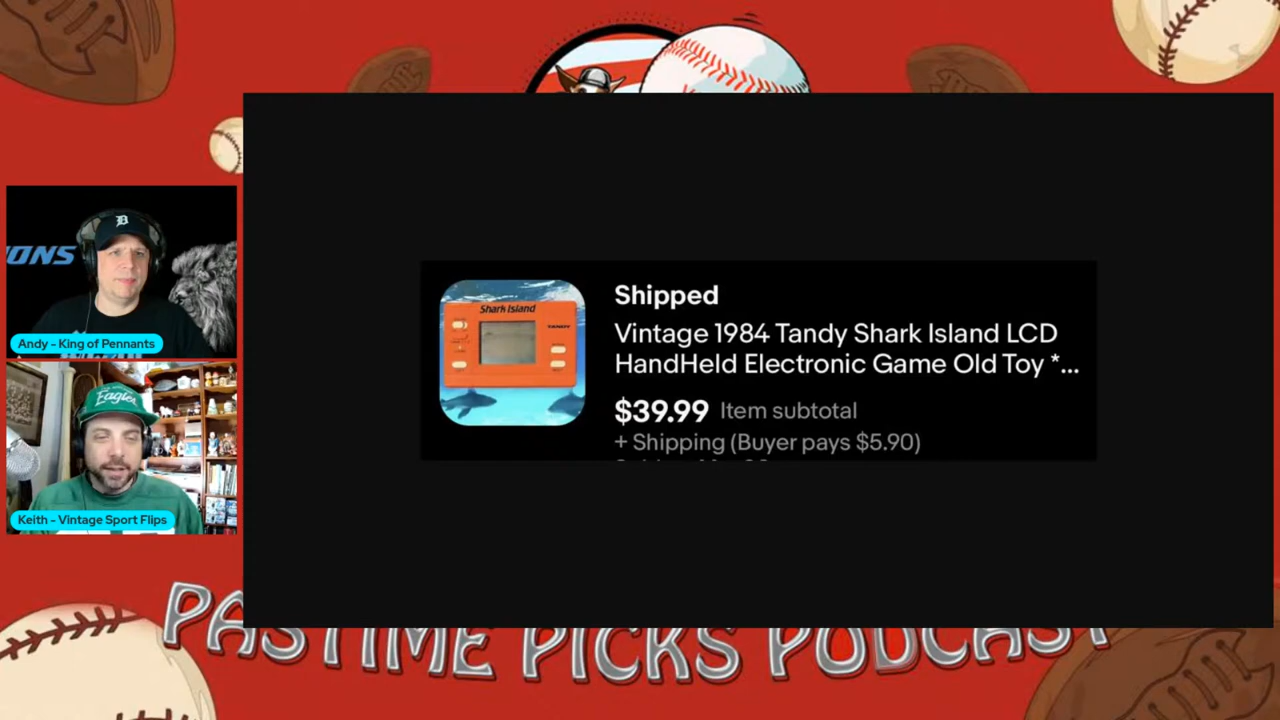 IONS
Andy - King of Pennants
Eagles
Keith - Vintage Sport Flips
Shark Island
TANDY
Shipped
Vintage 1984 Tandy Shark Island LCD
HandHeld Electronic Game Old Toy *...
$39.99 Item subtotal
+ Shipping (Buyer pays $5.90)
PASTIME PICKS PODCAST